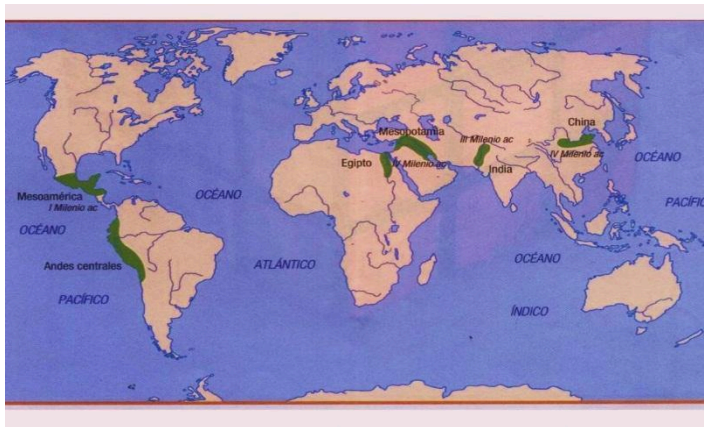 China
III Milenio ac
Mesopotamia
IV Milenio ac
OCÉANO
Egipto
IV Milenio ac
India
OCÉANO
Mesoamérica
I Milenio ac
PACÍFI
OCÉANO
OCÉANO
Andes centrales
ATLÁNTICO
PACÍFICO
ÍNDICO